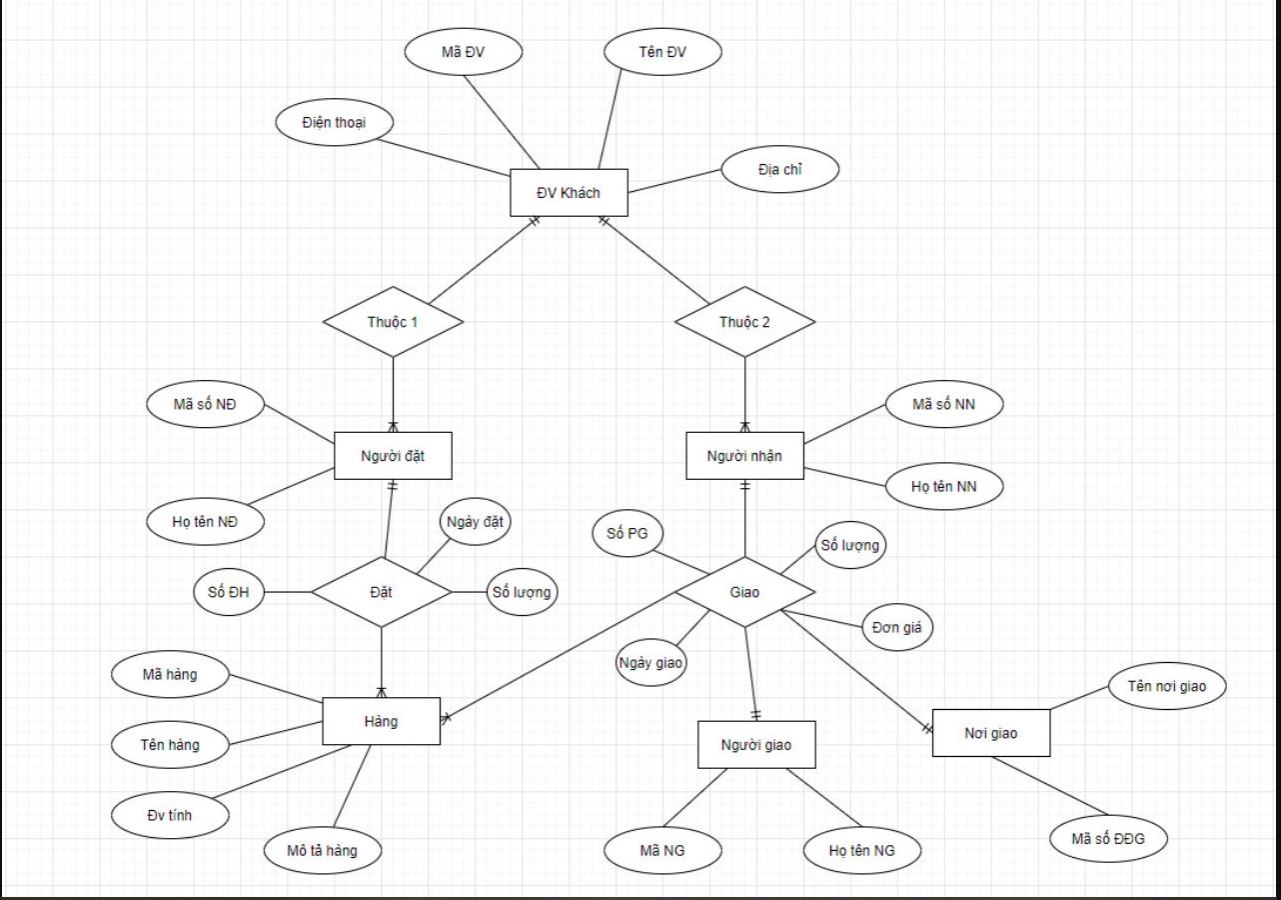 Mã ĐV
Tên ĐV
Điện thoại
Địa chỉ
ĐV Khách
Thuộc 1
Thuộc 2
Mã số NĐ
Mã số NN
Người đặt
Người nhận
Họ tên NN
Họ tên NĐ
Ngày đặt
Số PG
Số lượng
Số ĐH
Đặt
Số lượng
Giao
Đơn giá
Ngày giao
Mã hàng
Tên nơi giao
Hàng
Nơi giao
Tên hàng
Người giao
Đv tính
Mã số ĐĐG
Mô tả hàng
Mã NG
Họ tên NG